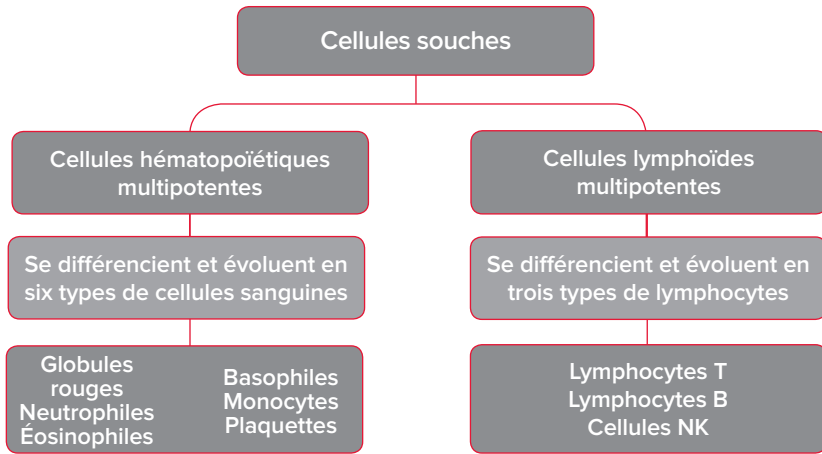 Cellules souches
Cellules hématopoïétiques
multipotentes
Se différencient et évoluent en
six types de cellules sanguines
Globules
rouges
Neutrophiles
Éosinophiles
Basophiles
Monocytes
Plaquettes
Cellules lymphoïdes
multipotentes
Se différencient et évoluent en
trois types de lymphocytes
Lymphocytes T
Lymphocytes B
Cellules NK